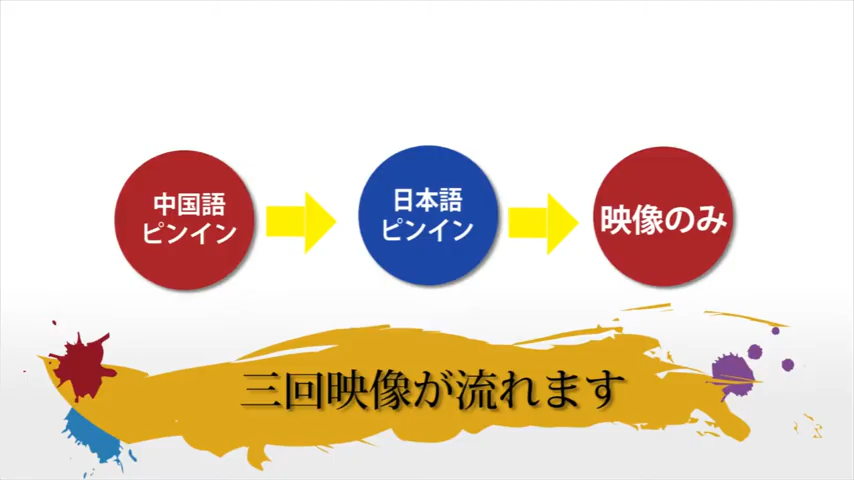 中国語
ピンイン
日本語
ピンイン
映像のみ
三回映像が流れます